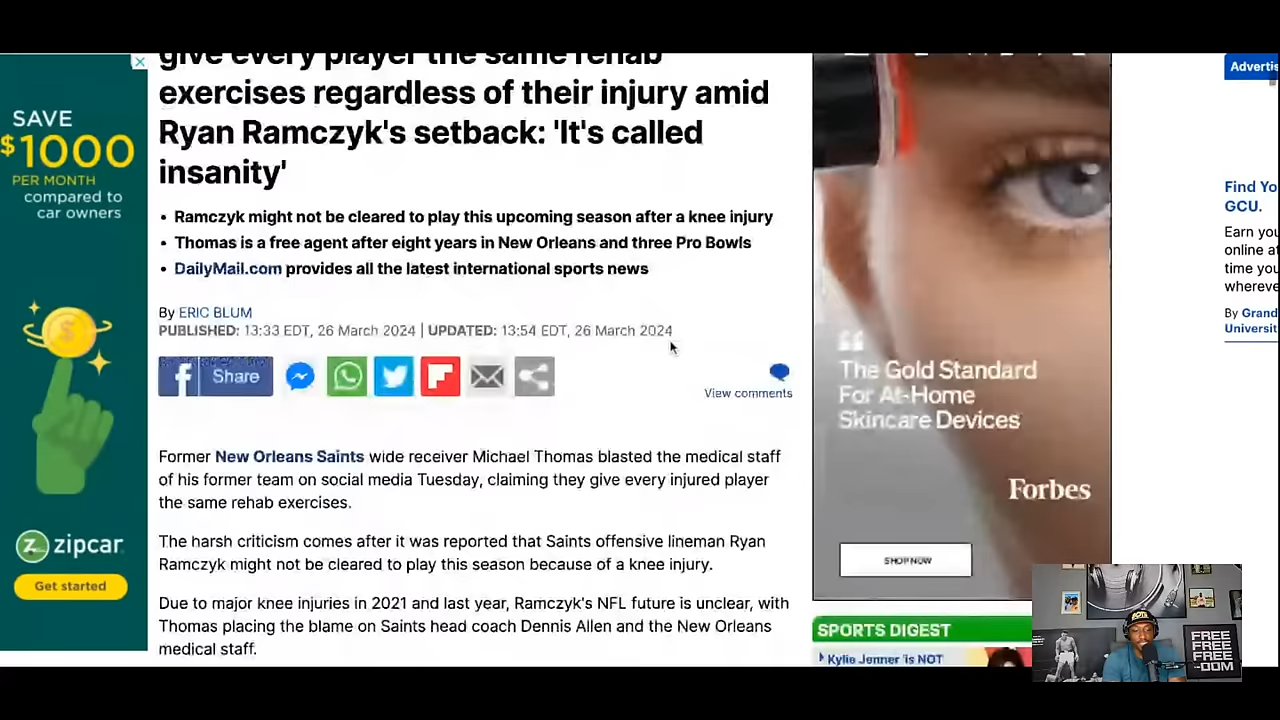 give every player the same rehab
exercises regardless of their injury amid
Ryan Ramczyk's setback: 'It's called
insanity'
• Ramczyk might not be cleared to play this upcoming season after a knee injury
• Thomas is a free agent after eight years in New Orleans and three Pro Bowls
• DailyMail.com provides all the latest international sports news
By ERIC BLUM
PUBLISHED: 13:33 EDT, 26 March 2024 | UPDATED: 13:54 EDT, 26 March 2024
Share
View comments
Former New Orleans Saints wide receiver Michael Thomas blasted the medical staff
of his former team on social media Tuesday, claiming they give every injured player
the same rehab exercises.
The harsh criticism comes after it was reported that Saints offensive lineman Ryan
Ramczyk might not be cleared to play this season because of a knee injury.
Due to major knee injuries in 2021 and last year, Ramczyk's NFL future is unclear, with
Thomas placing the blame on Saints head coach Dennis Allen and the New Orleans
medical staff.
SAVE
$1000
PER MONTH
compared to
car owners
zipcar
Get started
The Gold Standard
For At-Home
Skincare Devices
Forbes
SHOP NOW
SPORTS DIGEST
Kylie Jenner 'is NOT
Advertis
Find Yo
GCU.
Earn you
online at
time you
whereve
By Grand
Universit
FREE
FREE
-DOM